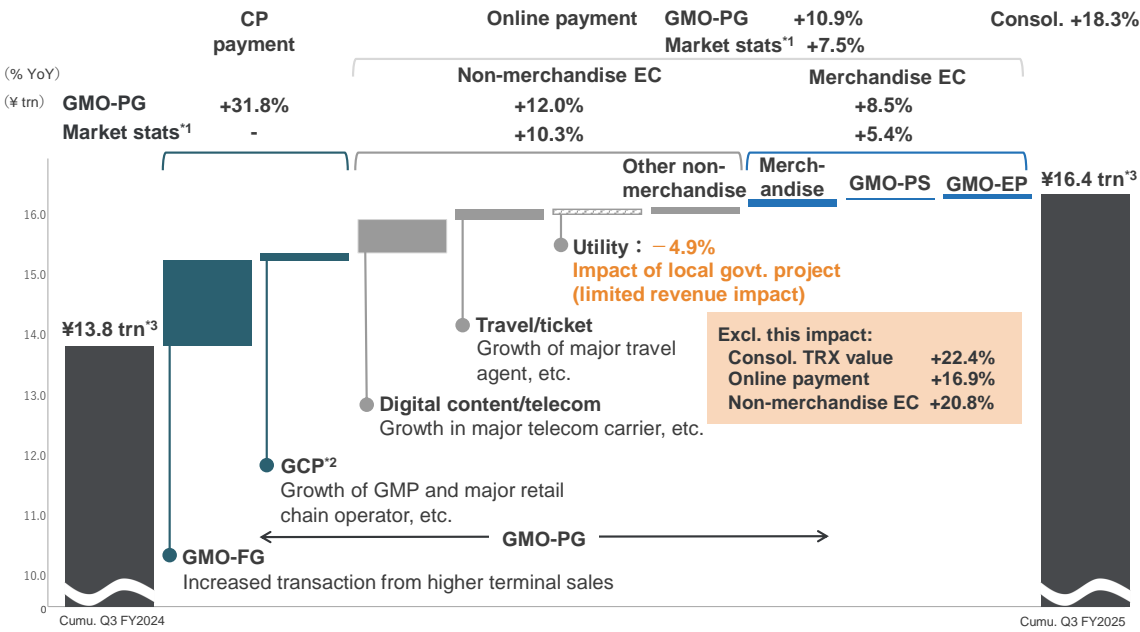 CP
payment
Online payment
GMO-PG +10.9%
Market stats*1 +7.5%
Consol. +18.3%
(% YoY)
(¥ trn)
Non-merchandise EC
Merchandise EC
GMO-PG +31.8% +12.0% +8.5%
Market stats*1 - +10.3% +5.4%
Other non-
merchandise
Merch-
andise
GMO-PS
GMO-EP
¥16.4 trn*3
16.0
15.0
14.0
13.0
12.0
11.0
10.0
0
¥13.8 trn*3
Utility：－4.9%
Impact of local govt. project
(limited revenue impact)
Travel/ticket
Growth of major travel
agent, etc.
Excl. this impact:
Consol. TRX value +22.4%
Online payment +16.9%
Non-merchandise EC +20.8%
Digital content/telecom
Growth in major telecom carrier, etc.
GCP*2
Growth of GMP and major retail
chain operator, etc.
GMO-PG
GMO-FG
Increased transaction from higher terminal sales
Cumu. Q3 FY2024
Cumu. Q3 FY2025